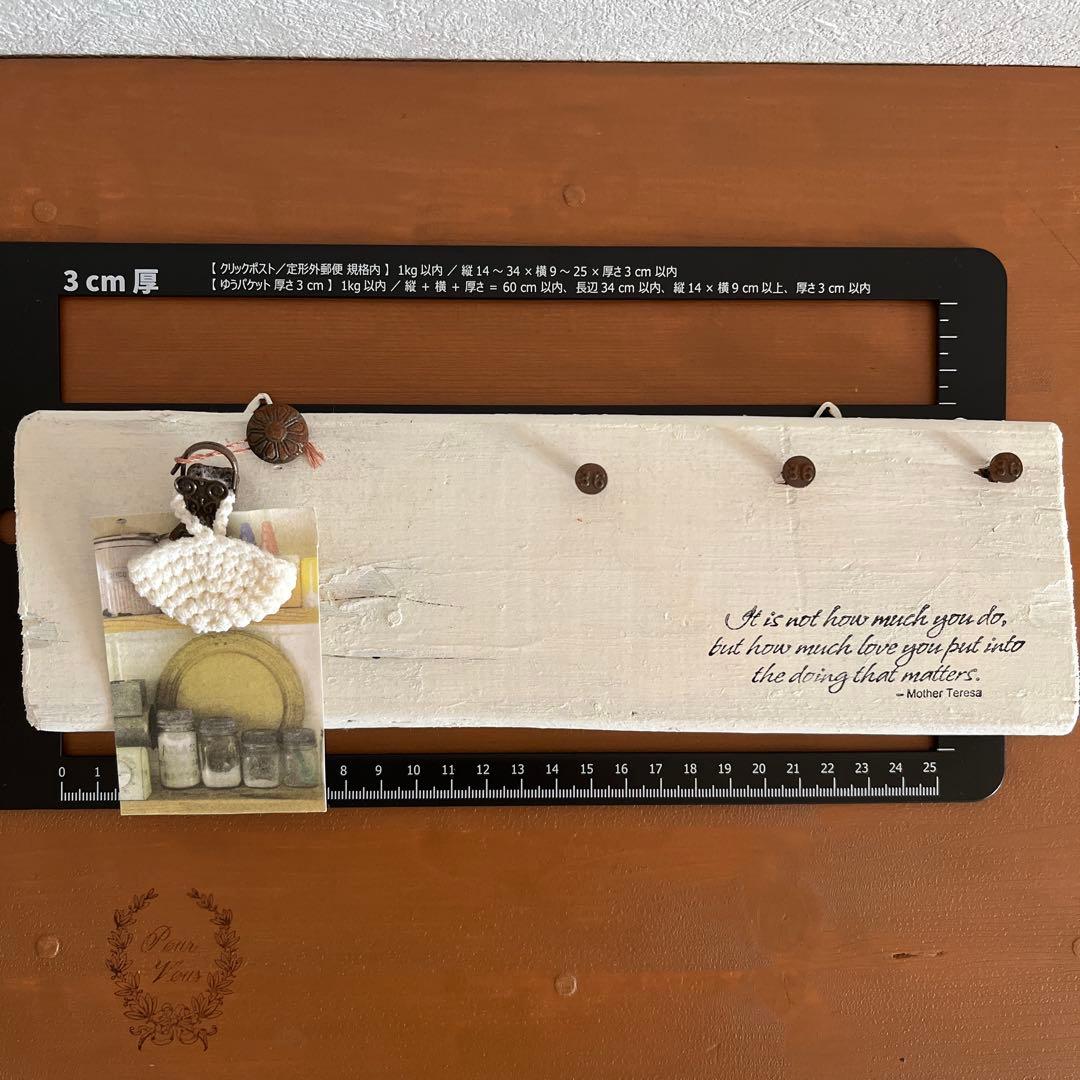 3 cm 厚
【 クリックポスト／定形外郵便 規格内 】 1kg 以内 ／ 縦 14 ～ 34 × 横 9 ～ 25 × 厚さ 3 cm 以内
【 ゆうパケット 厚さ 3 cm 】 1kg 以内 ／ 縦 + 横 + 厚さ = 60 cm 以内、長辺 34 cm 以内、縦 14 × 横 9 cm 以上、厚さ 3 cm 以内
36 36 36
It is not how much you do,
but how much love you put into
the doing that matters.
– Mother Teresa
0 1 8 9 10 11 12 13 14 15 16 17 18 19 20 21 22 23 24 25
Pour
Vous